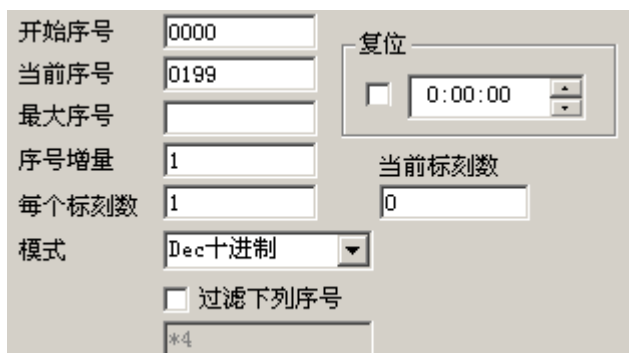 开始序号 0000
复位
当前序号 0199
0:00:00
最大序号
序号增量 1
当前标刻数
每个标刻数 1 0
模式 Dec十进制
过滤下列序号
*4